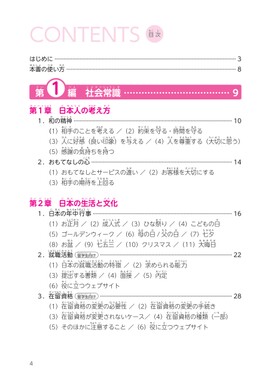 CONTENTS 目次
はじめに 3
本書の使い方 8
第1編 社会常識 9
第1章 日本人の考え方
1.和の精神 10
(1) 相手のことを考える / (2) 約束を守る・時間を守る
(3) 人に好感(良い印象)を与える / (4) 人を尊重する(大切に思う)
(5) 感謝の気持ちを持つ
2.おもてなしの心 14
(1) おもてなしとサービスの違い / (2) お客様を大切にする
(3) 相手の期待を上回る
第2章 日本の生活と文化
1.日本の年中行事 16
(1) お正月 / (2) 成人式 / (3) ひな祭り / (4) こどもの日
(5) ゴールデンウィーク / (6) 母の日/父の日 / (7) 七夕
(8) お盆 / (9) 七五三 / (10) クリスマス / (11) 大晦日
2.就職活動 留学生向け 22
(1) 日本の就職活動の特徴 / (2) 求められる能力
(3) 提出する書類 / (4) 面接 / (5) 内定
(6) 役に立つウェブサイト
3.在留資格 留学生向け 28
(1) 在留資格の変更の必要性 / (2) 在留資格の変更の手続き
(3) 在留資格が変更されないケース / (4) 在留資格の種類(一部)
(5) そのほかに注意すること / (6) 役に立つウェブサイト
4